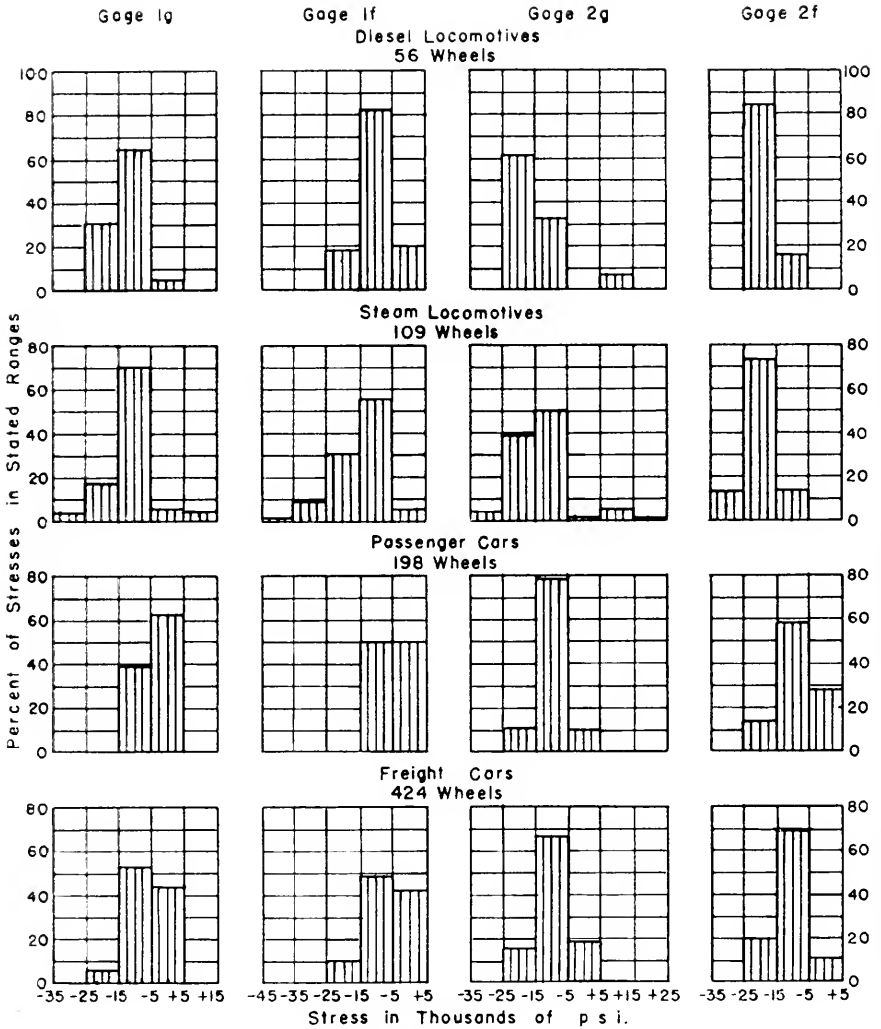 Gage 1g Gage 1f Gage 2g Gage 2f
Diesel Locomotives
56 Wheels
100 100
80 80
60 60
40 40
20 20
0 0
Steam Locomotives
109 Wheels
80 80
60 60
40 40
20 20
0 0
Passenger Cars
198 Wheels
80 80
60 60
40 40
20 20
0 0
Freight Cars
424 Wheels
80 80
60 60
40 40
20 20
0 0
-35 -25 -15 -5 +5 +15 -45 -35 -25 -15 -5 +5 -35 -25 -15 -5 +5 +15 +25 -35 -25 -15 -5 +5
Stress in Thousands of psi.
Percent of Stresses in Stated Ranges